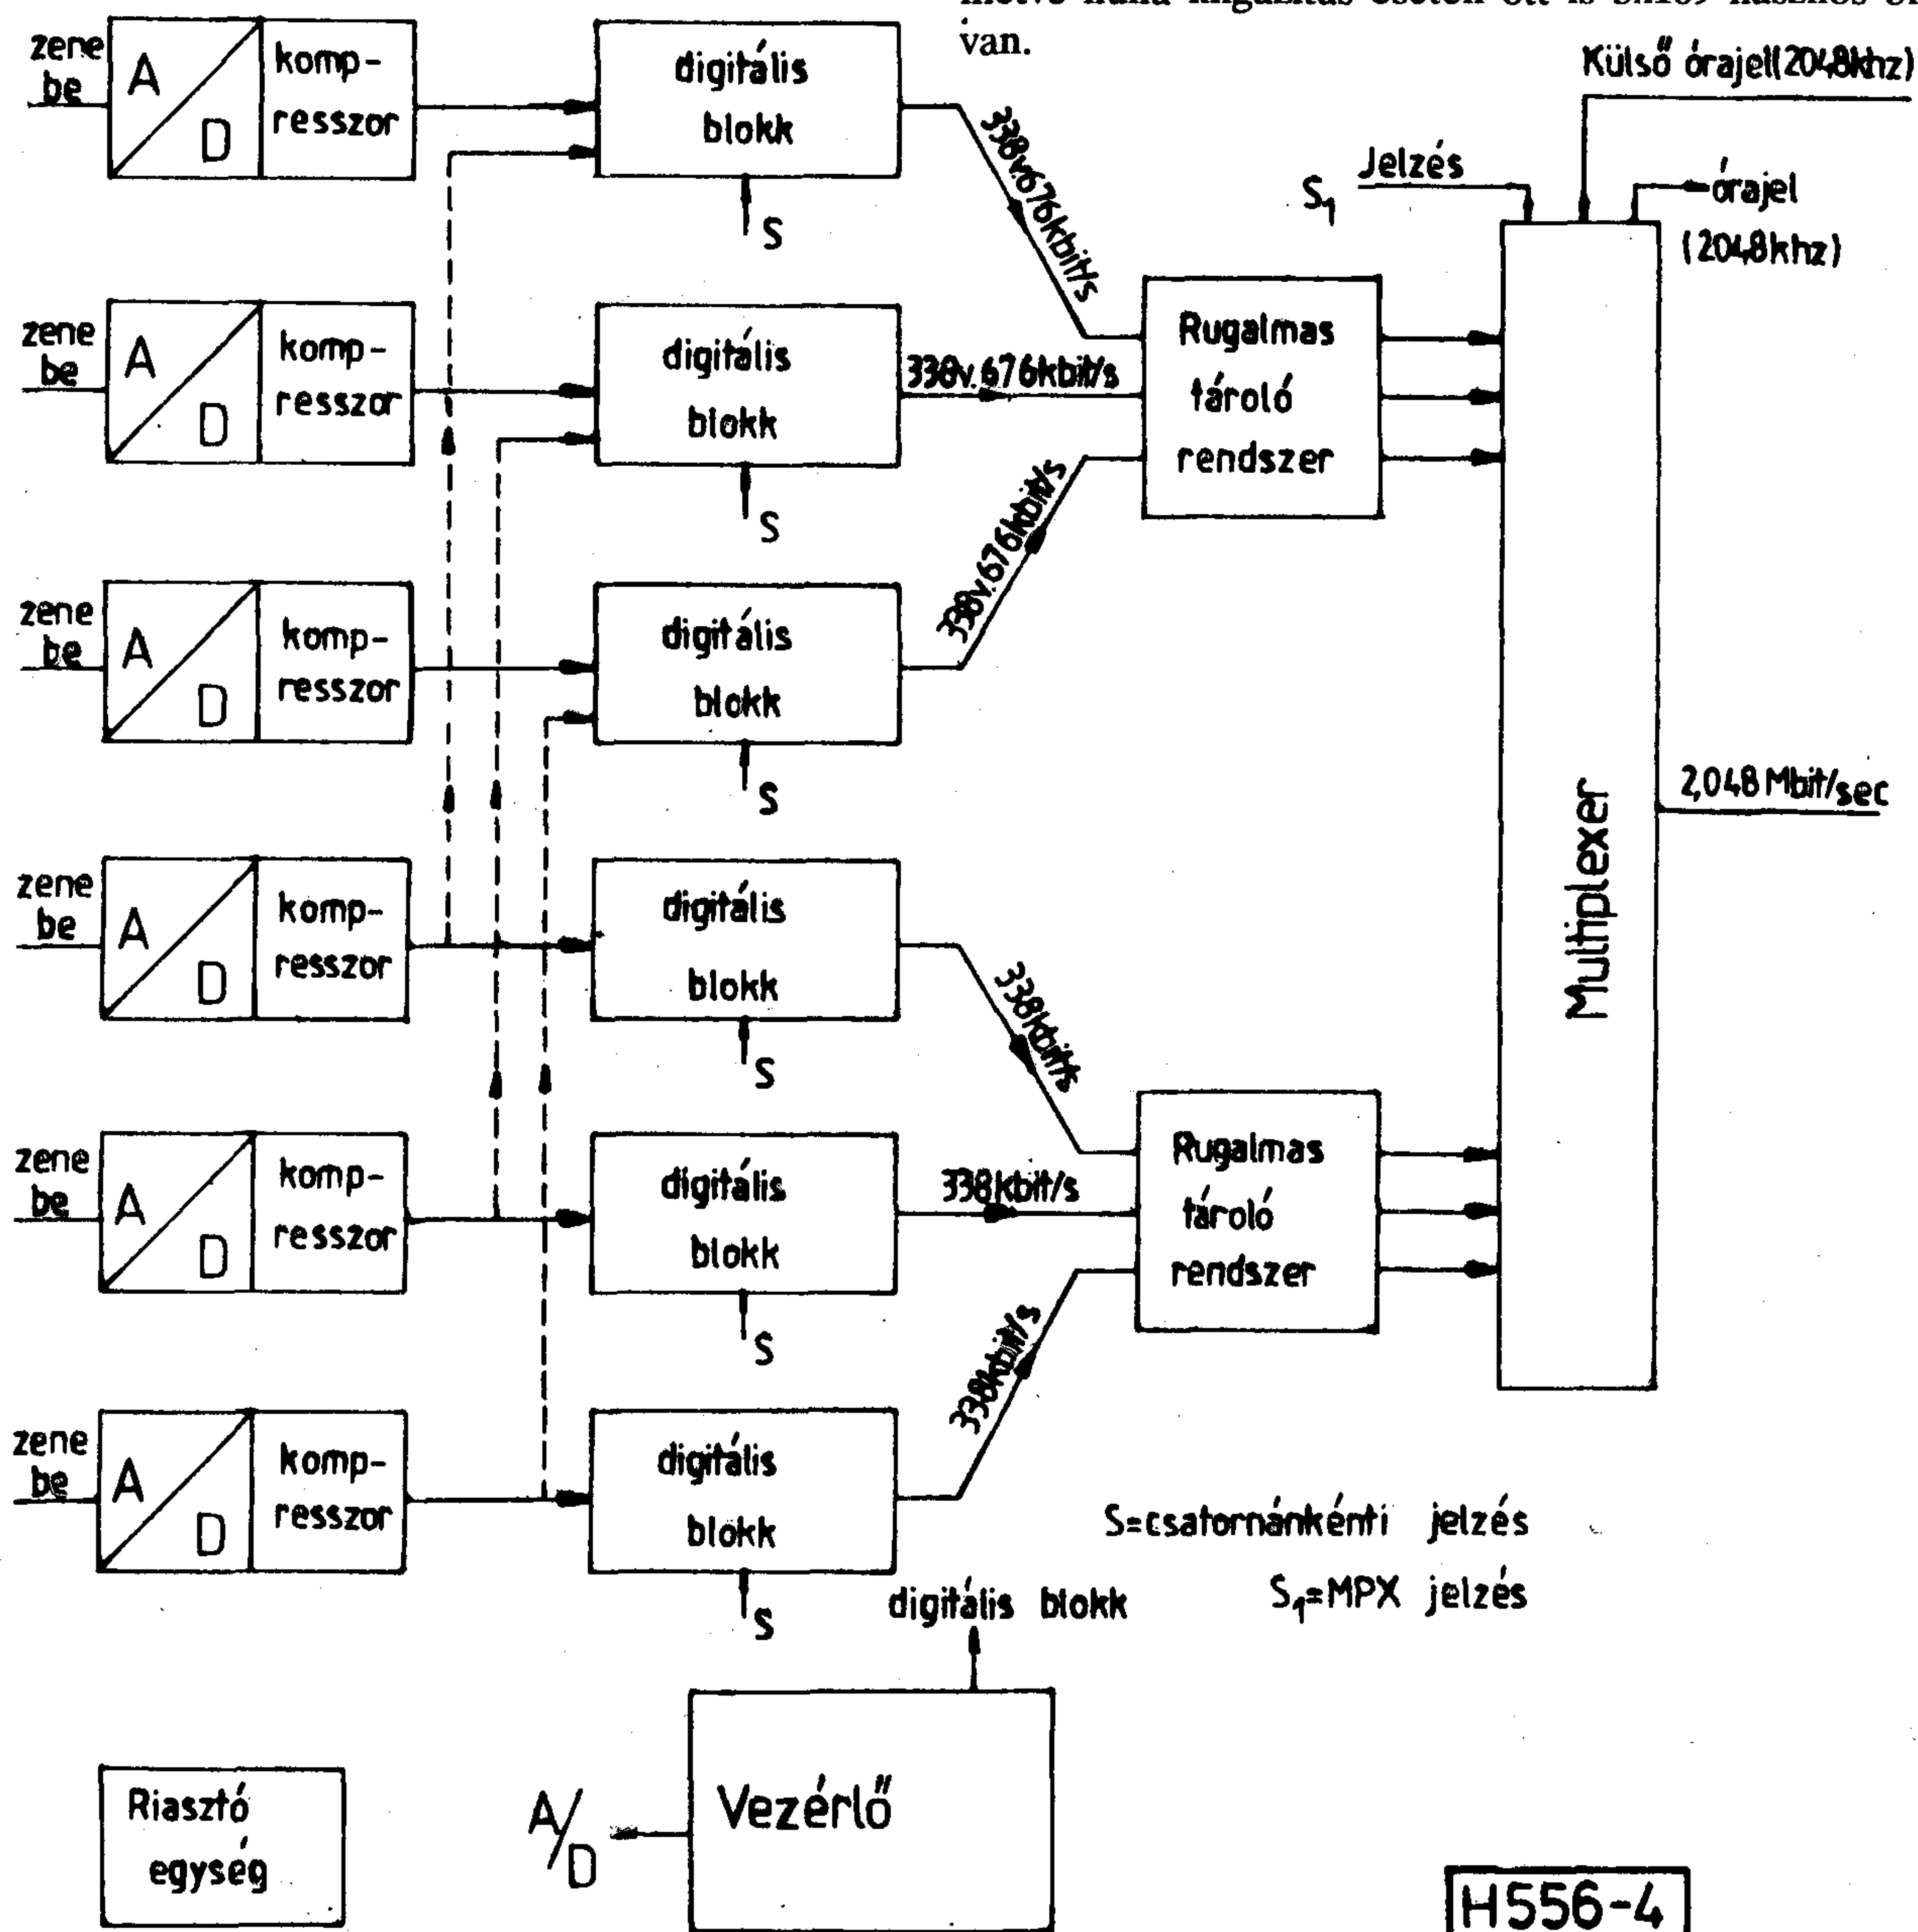 van.
zene
be
A
D
komp-
resszor
digitális
blokk
S
338v.676kbit/s
Külső órajel(2048khz)
S1
Jelzés
órajel
(2048khz)
zene
be
A
D
komp-
resszor
digitális
blokk
S
338v.676kbit/s
Rugalmas
tároló
rendszer
zene
be
A
D
komp-
resszor
digitális
blokk
S
338v.676kbit/s
Multiplexer
2,048 Mbit/sec
zene
be
A
D
komp-
resszor
digitális
blokk
S
338kbit/s
zene
be
A
D
komp-
resszor
digitális
blokk
S
338kbit/s
Rugalmas
tároló
rendszer
zene
be
A
D
komp-
resszor
digitális
blokk
S
338kbit/s
S=csatornánkénti jelzés
S1=MPX jelzés
digitális blokk
Riasztó
egység
A/D
Vezérlő
H556-4